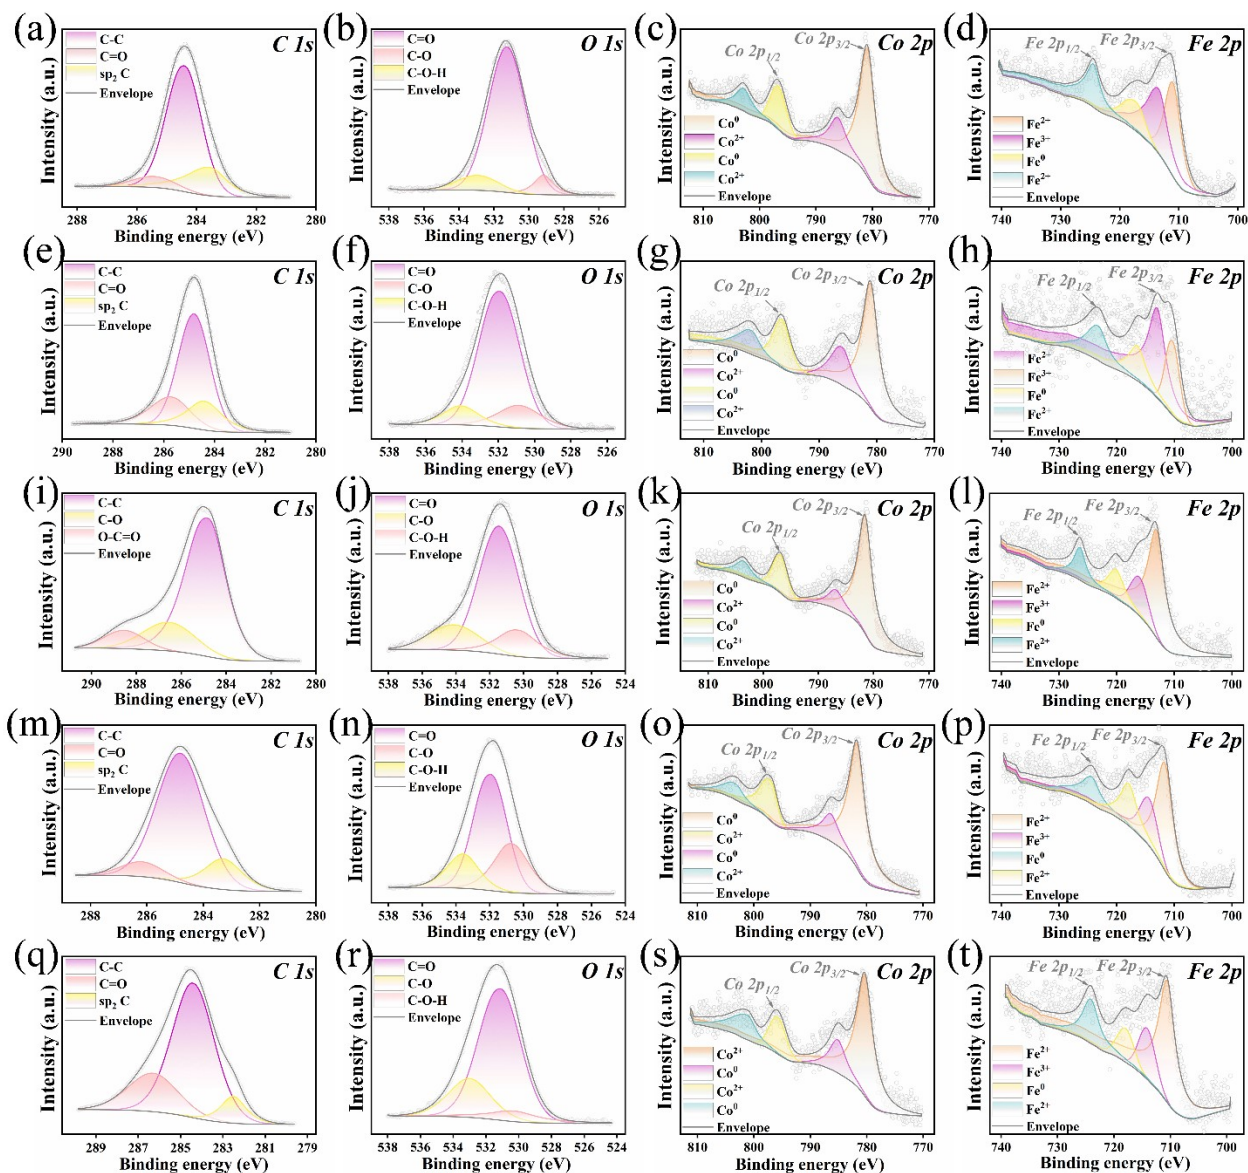 (a)
C 1s
C-C
C=O
sp2 C
Envelope
Intensity (a.u.)
288 286 284 282 280
Binding energy (eV)
(b)
O 1s
C=O
C-O
C-O-H
Envelope
Intensity (a.u.)
538 535 532 529 526
Binding energy (eV)
(c)
Co 2p
Co 2p1/2
Co 2p3/2
Co0
Co2+
Co0
Co2+
Envelope
Intensity (a.u.)
810 800 790 780 770
Binding energy (eV)
(d)
Fe 2p
Fe 2p1/2
Fe 2p3/2
Fe2+
Fe3+
Fe0
Fe2+
Envelope
Intensity (a.u.)
740 730 720 710 700
Binding energy (eV)
(e)
C 1s
C-C
C=O
sp2 C
Envelope
Intensity (a.u.)
290 288 286 284 282 280
Binding energy (eV)
(f)
O 1s
C=O
C-O
C-O-H
Envelope
Intensity (a.u.)
538 536 534 532 530 528 526
Binding energy (eV)
(g)
Co 2p
Co 2p1/2
Co 2p3/2
Co0
Co2+
Co0
Co2+
Envelope
Intensity (a.u.)
810 800 790 780 770
Binding energy (eV)
(h)
Fe 2p
Fe 2p1/2
Fe 2p3/2
Fe2+
Fe3+
Fe0
Fe2+
Envelope
Intensity (a.u.)
740 730 720 710 700
Binding energy (eV)
(i)
C 1s
C-C
C-O
O-C=O
Envelope
Intensity (a.u.)
290 288 286 284 282 280
Binding energy (eV)
(j)
O 1s
C=O
C-O
C-O-H
Envelope
Intensity (a.u.)
538 536 534 532 530 528 526 524
Binding energy (eV)
(k)
Co 2p
Co 2p1/2
Co 2p3/2
Co0
Co2+
Co0
Co2+
Envelope
Intensity (a.u.)
810 800 790 780 770
Binding energy (eV)
(l)
Fe 2p
Fe 2p1/2
Fe 2p3/2
Fe2+
Fe3+
Fe0
Fe2+
Envelope
Intensity (a.u.)
740 730 720 710 700
Binding energy (eV)
(m)
C 1s
C-C
C=O
sp2 C
Envelope
Intensity (a.u.)
288 286 284 282 280
Binding energy (eV)
(n)
O 1s
C=O
C-O
C-O-H
Envelope
Intensity (a.u.)
538 536 534 532 530 528 526 524
Binding energy (eV)
(o)
Co 2p
Co 2p1/2
Co 2p3/2
Co0
Co2+
Co0
Co2+
Envelope
Intensity (a.u.)
810 800 790 780 770
Binding energy (eV)
(p)
Fe 2p
Fe 2p1/2
Fe 2p3/2
Fe2+
Fe3+
Fe0
Fe2+
Envelope
Intensity (a.u.)
740 730 720 710 700
Binding energy (eV)
(q)
C 1s
C-C
C=O
sp2 C
Envelope
Intensity (a.u.)
289 287 285 283 281 279
Binding energy (eV)
(r)
O 1s
C=O
C-O
C-O-H
Envelope
Intensity (a.u.)
538 536 534 532 530 528 526 524
Binding energy (eV)
(s)
Co 2p
Co 2p1/2
Co 2p3/2
Co2+
Co0
Co2+
Co0
Envelope
Intensity (a.u.)
810 800 790 780 770
Binding energy (eV)
(t)
Fe 2p
Fe 2p1/2
Fe 2p3/2
Fe2+
Fe3+
Fe0
Fe2+
Envelope
Intensity (a.u.)
740 730 720 710 700
Binding energy (eV)